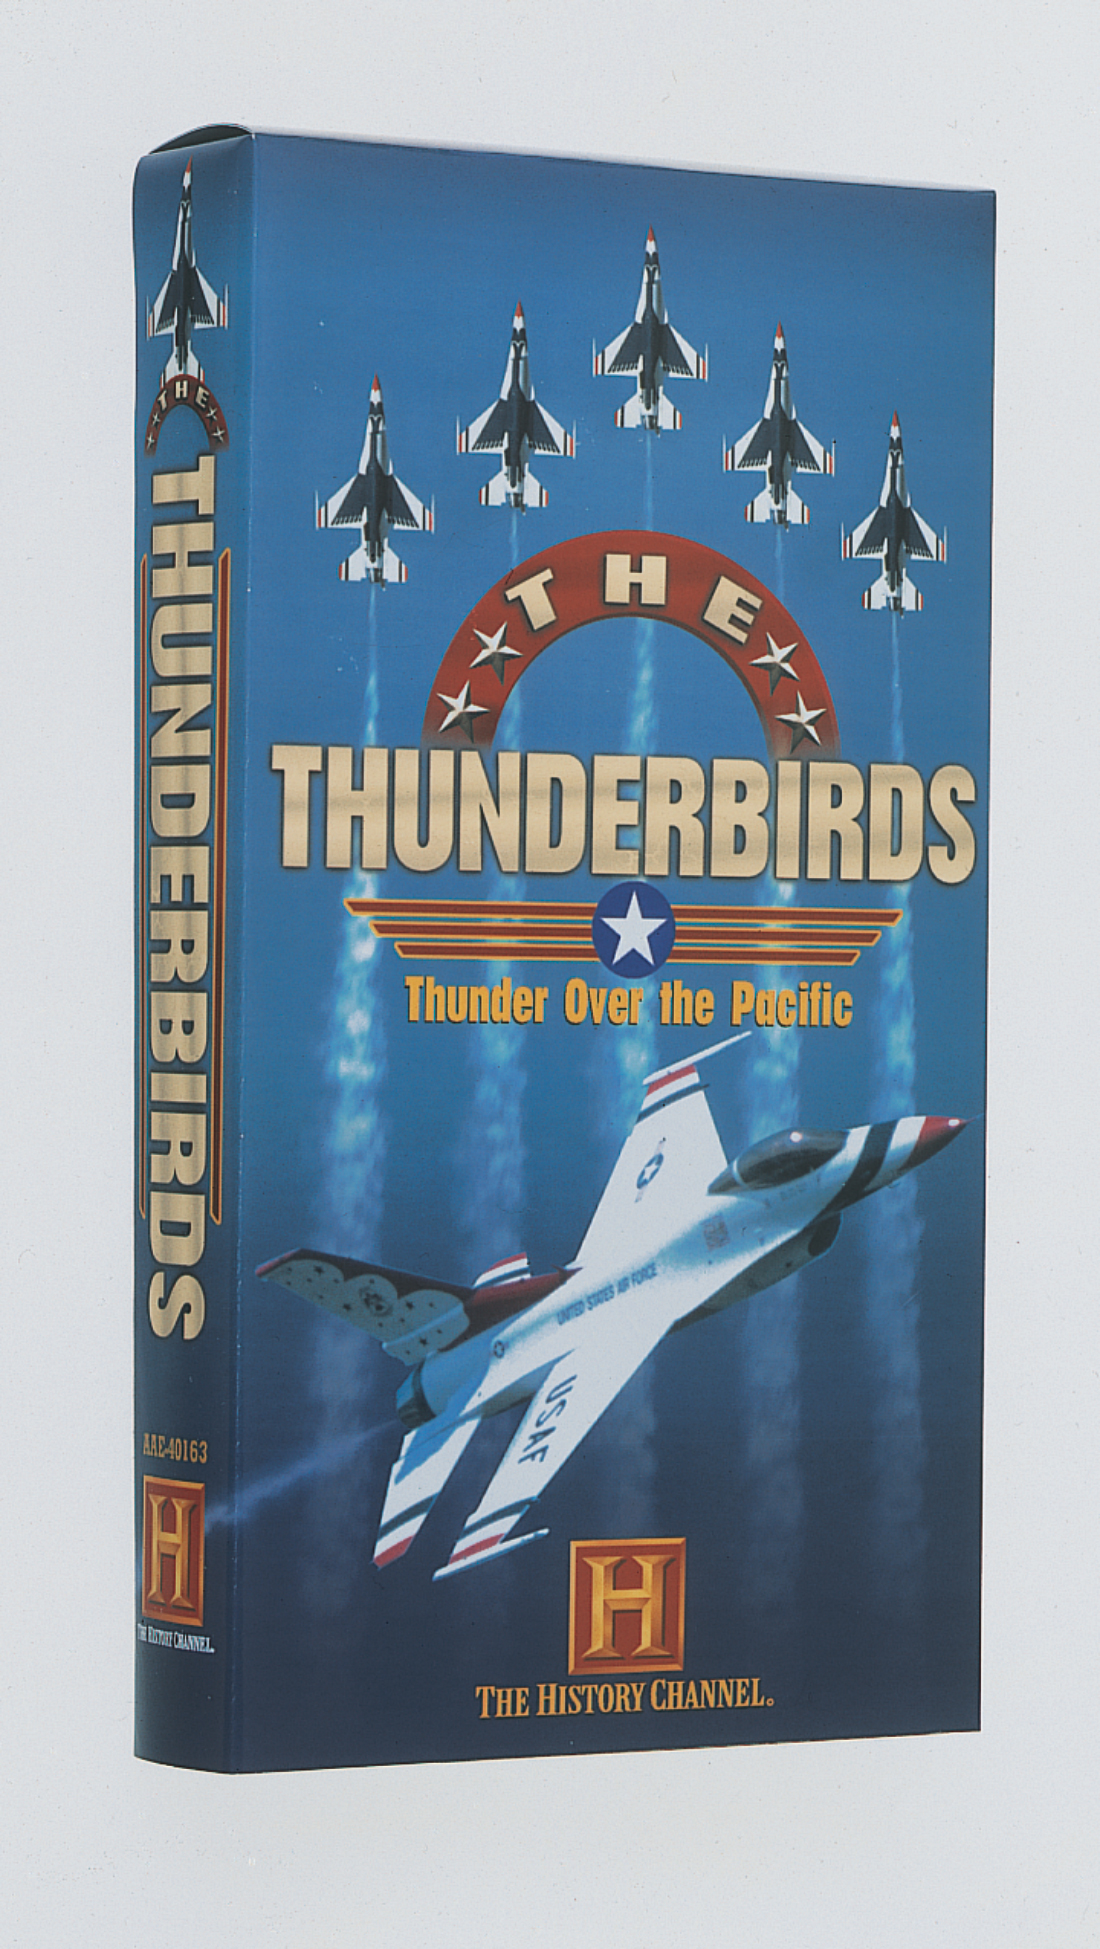 THE
THUNDERBIRDS
AAE-40163
H
THE HISTORY CHANNEL
THE
THUNDERBIRDS
Thunder Over the Pacific
UNITED STATES AIR FORCE
USAF
H
THE HISTORY CHANNEL.